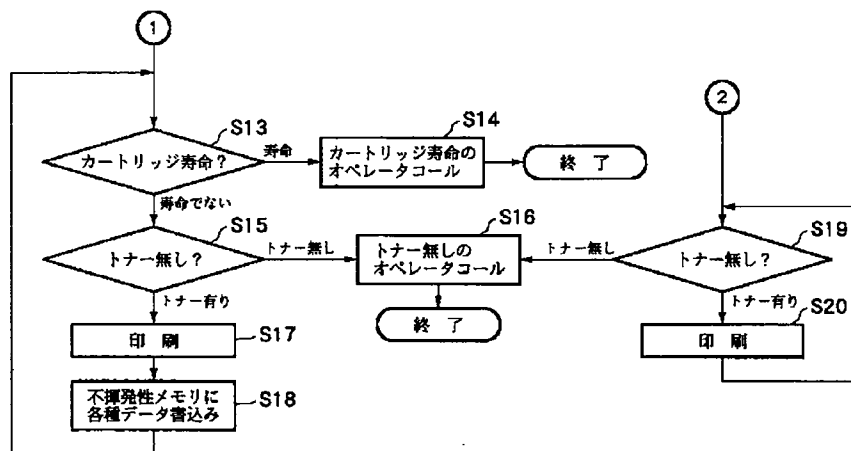 1
S13
カートリッジ寿命?
寿命
S14
カートリッジ寿命の
オペレータコール
終 了
寿命でない
S15
トナー無し?
トナー無し
S16
トナー無しの
オペレータコール
終 了
トナー有り
印 刷
S17
不揮発性メモリに
各種データ書込み
S18
2
S19
トナー無し?
トナー無し
トナー有り
S20
印 刷